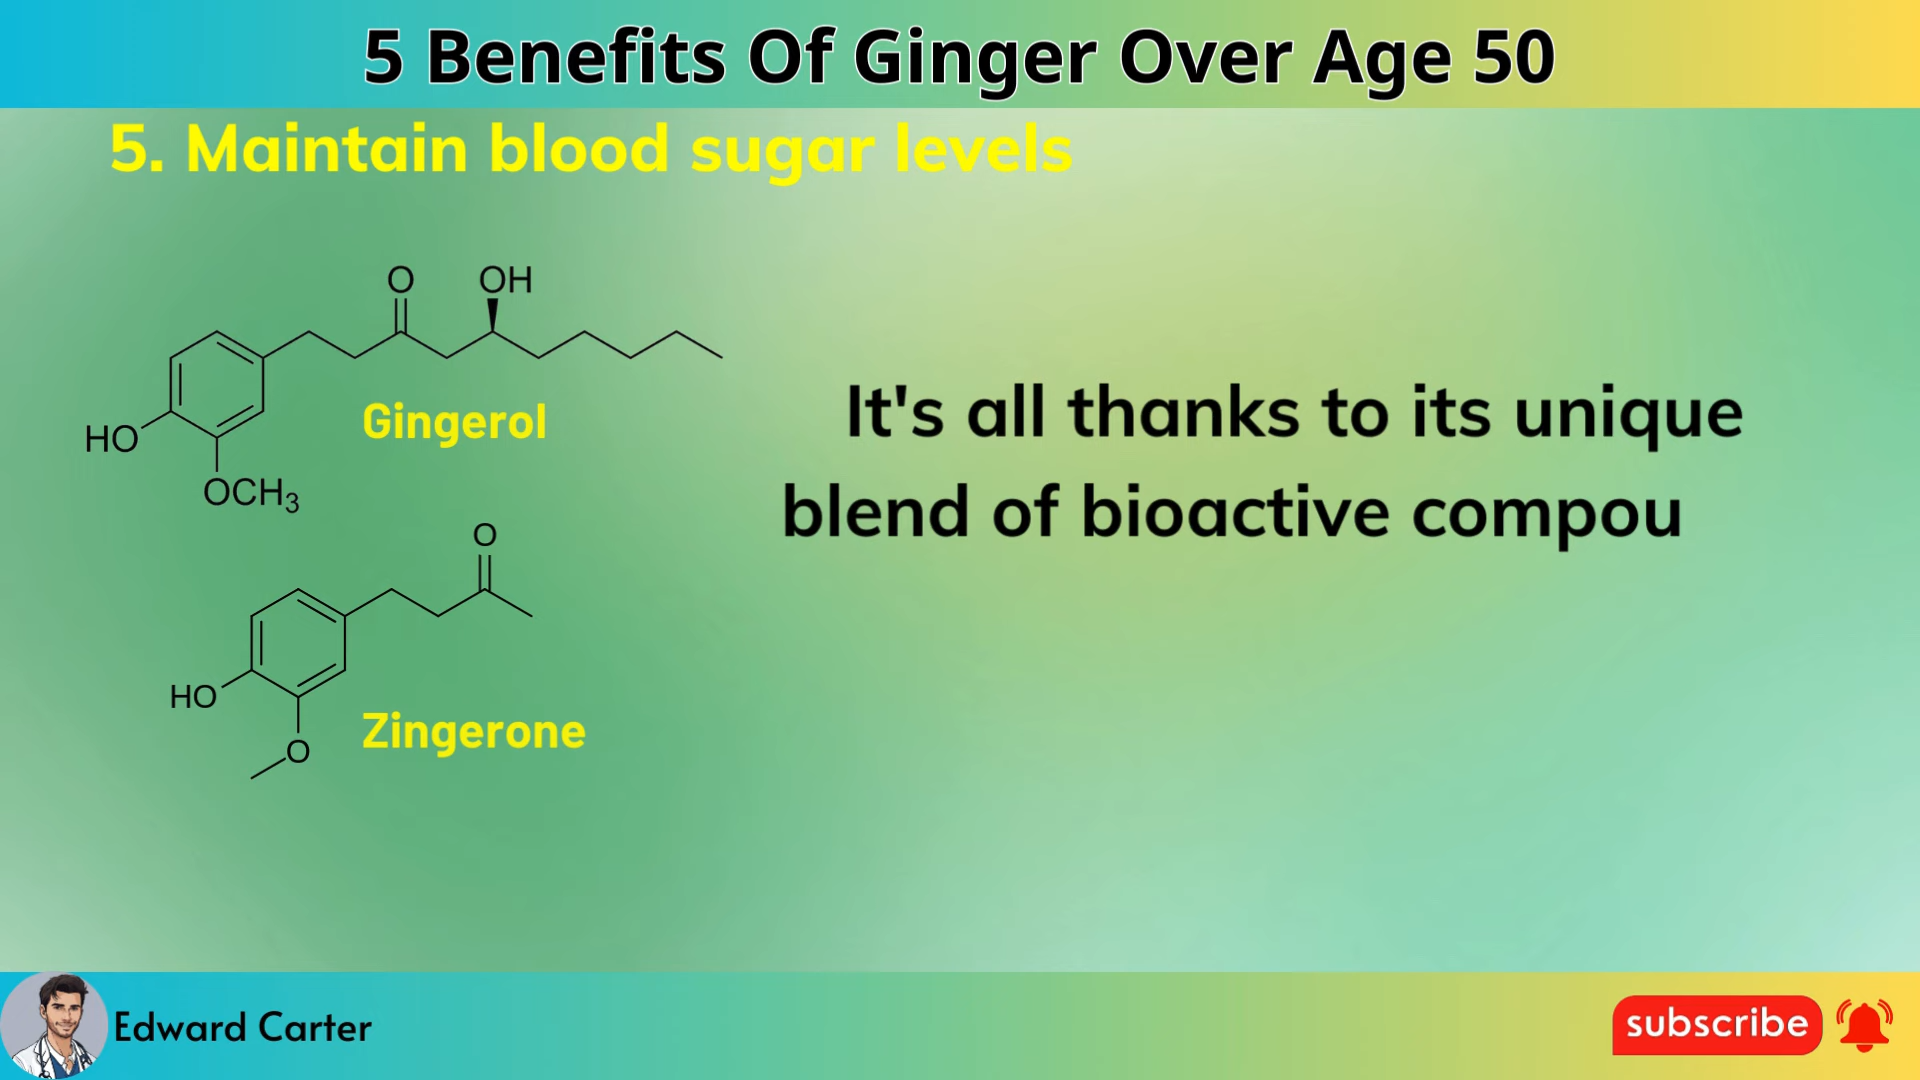 5 Benefits Of Ginger Over Age 50
5. Maintain blood sugar levels
O
OH
HO
OCH3
Gingerol
It's all thanks to its unique
blend of bioactive compou
O
HO
O
Zingerone
Edward Carter
subscribe